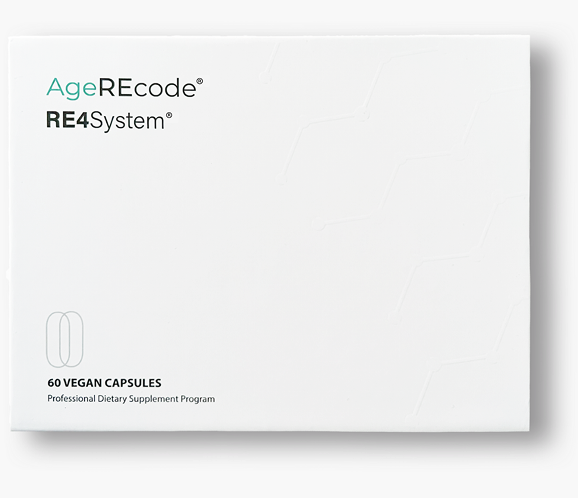 AgeREcode®
RE4System®
60 VEGAN CAPSULES
Professional Dietary Supplement Program